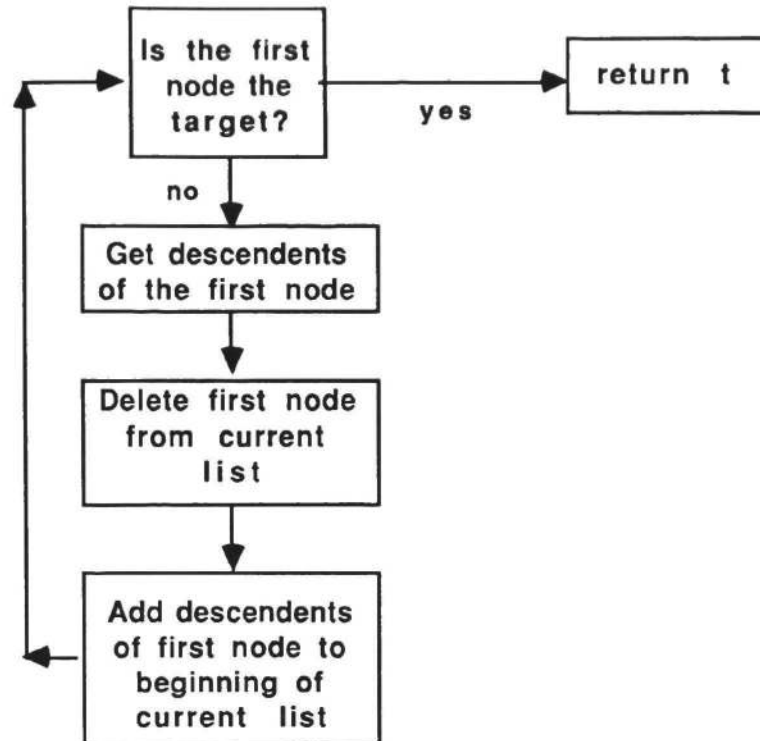 Is the first
node the
target?
return t
yes
no
Get descendents
of the first node
Delete first node
from current
list
Add descendents
of first node to
beginning of
current list